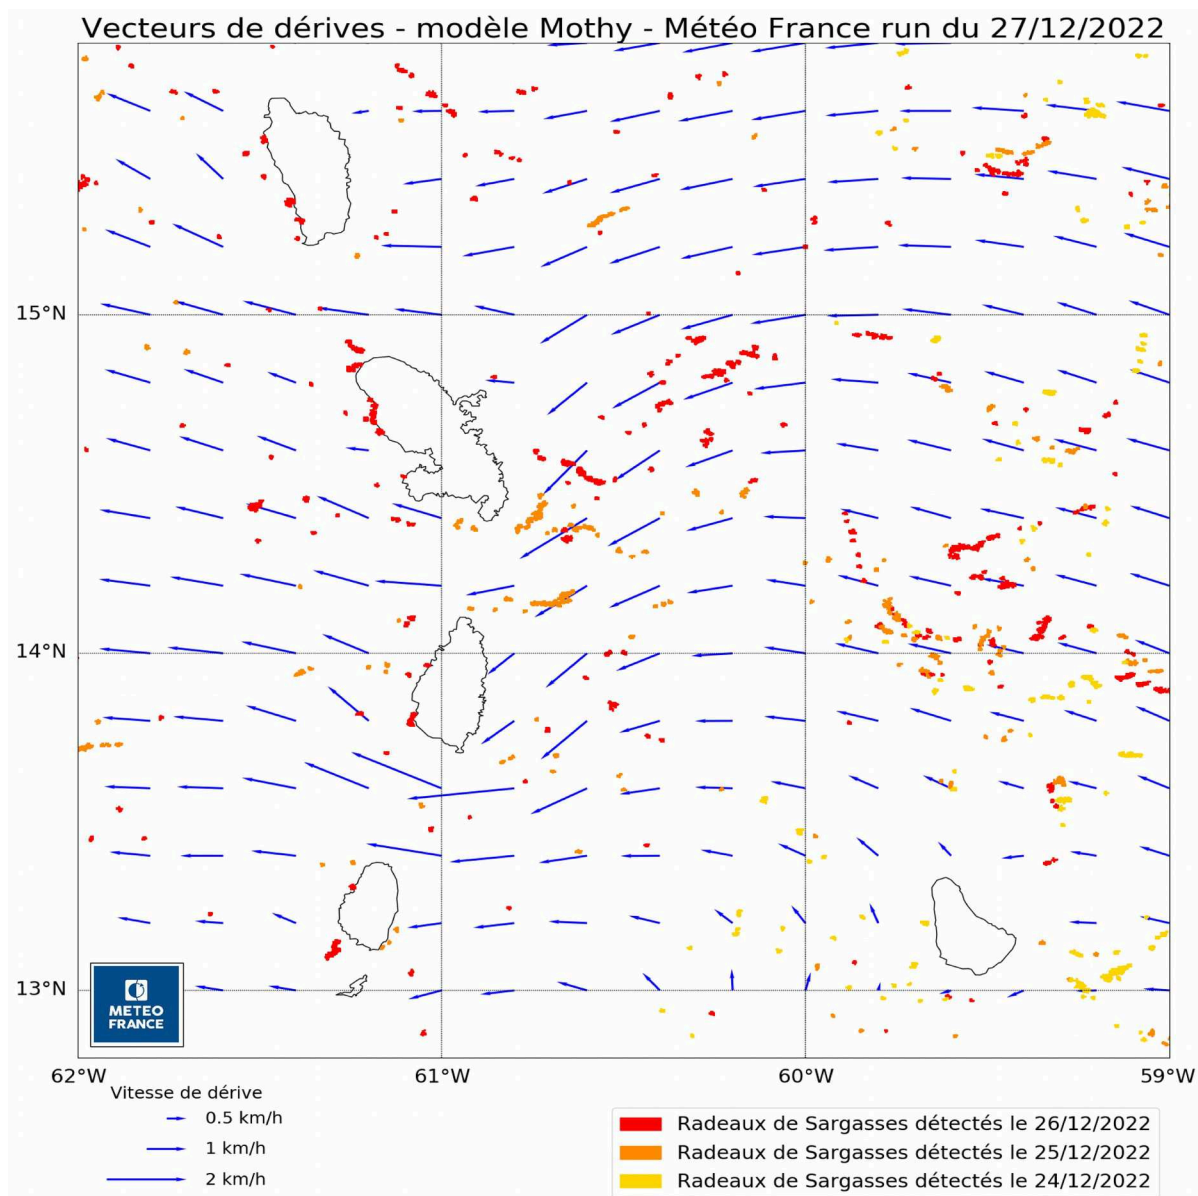 Vecteurs de dérives - modèle Mothy - Météo France run du 27/12/2022
15°N
14°N
13°N
METEO
FRANCE
62°W 61°W 60°W 59°W
Vitesse de dérive
0.5 km/h
1 km/h
2 km/h
Radeaux de Sargasses détectés le 26/12/2022
Radeaux de Sargasses détectés le 25/12/2022
Radeaux de Sargasses détectés le 24/12/2022